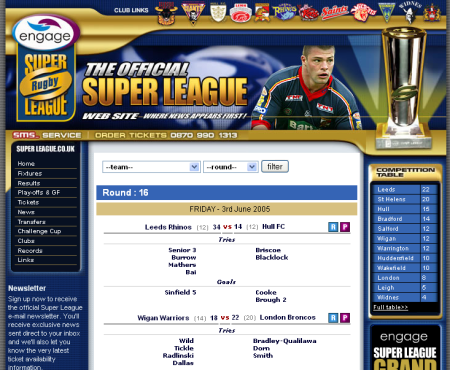 CLUB LINKS
engage
SUPER
Rugby
LEAGUE
THE OFFICIAL
SUPER LEAGUE
WEB SITE - WHERE NEWS APEARS FIRST!
SMS SERVICE ORDER TICKETS 0870 990 1313
SUPER LEAGUE.CO.UK
Home
Fixtures
Results
Playoffs & GF
Tickets
News
Transfers
Challenge Cup
Clubs
Records
Links
Newsletter
Sign up now to receive
the official Super League
e-mail newsletter. You'll
receive exclusive news
sent direct to your inbox
and we'll also let you
know the very latest
ticket availability
information.
--team-- --round-- filter
Round : 16
FRIDAY - 3rd June 2005
Leeds Rhinos (12) 34 vs 14 (12) Hull FC R P
Tries
Senior 3 Briscoe
Burrow Blacklock
Mathers
Bai
Goals
Sinfield 5 Cooke
Brough 2
Wigan Warriors (14) 18 vs 22 (20) London Broncos R P
Tries
Wild Bradley-Qualilawa
Tickle Dorn
Radlinski Smith
Dallas
COMPETITION
TABLE
Leeds 22
St Helens 20
Hull 15
Bradford 14
Salford 12
Wigan 12
Warrington 12
Huddersfield 10
Wakefield 10
London 8
Leigh 5
Widnes 4
Full table>>
engage
SUPER LEAGUE
GRAND